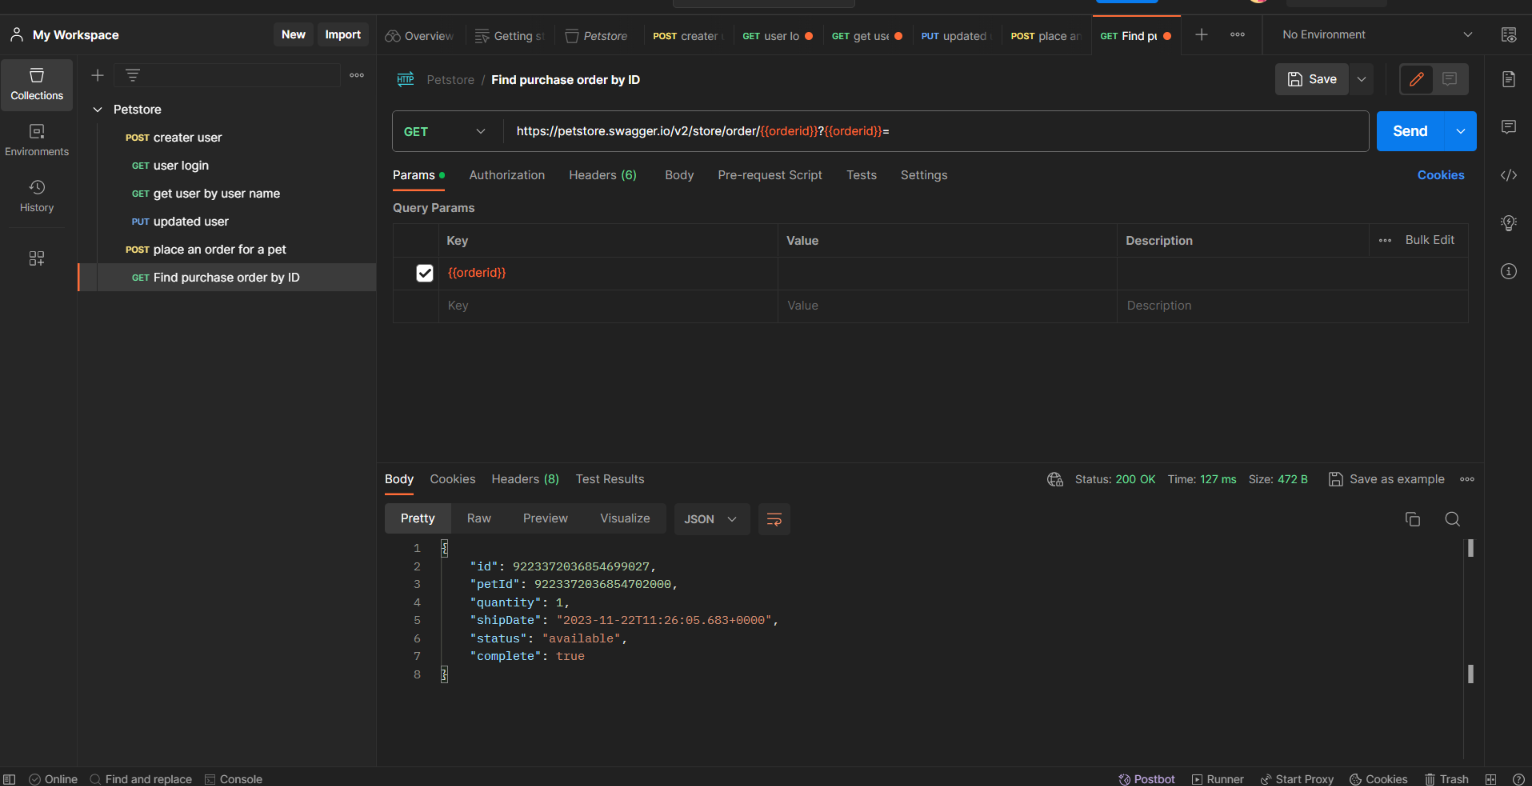 My Workspace
New
Import
Overview
Getting s
Petstore
POST creater
GET user lo
GET get use
PUT updated
POST place an
GET Find pu
No Environment
Collections
Environments
History
Petstore
POST creater user
GET user login
GET get user by user name
PUT updated user
POST place an order for a pet
GET Find purchase order by ID
HTTP Petstore / Find purchase order by ID
Save
GET
https://petstore.swagger.io/v2/store/order/{{orderid}}?{{orderid}}=
Send
Params
Authorization
Headers (6)
Body
Pre-request Script
Tests
Settings
Cookies
Query Params
Key
Value
Description
Bulk Edit
{{orderid}}
Key
Value
Description
Body
Cookies
Headers (8)
Test Results
Status: 200 OK
Time: 127 ms
Size: 472 B
Save as example
Pretty
Raw
Preview
Visualize
JSON
1 {
2 "id": 9223372036854699027,
3 "petId": 9223372036854702000,
4 "quantity": 1,
5 "shipDate": "2023-11-22T11:26:05.683+0000",
6 "status": "available",
7 "complete": true
8 }
Online
Find and replace
Console
Postbot
Runner
Start Proxy
Cookies
Trash